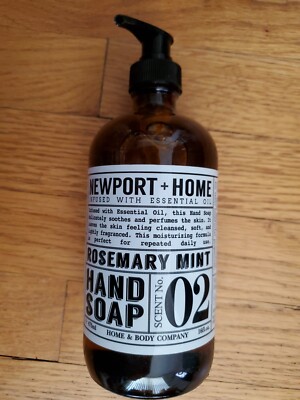 NEWPORT + HOME
INFUSED WITH ESSENTIAL OIL
Infused with Essential Oil, this Hand Soap
soothes and perfumes the skin. It
leaves the skin feeling cleansed, soft, and
lightly fragranced. This moisturizing formula
is perfect for repeated daily use.
ROSEMARY MINT
HAND
SOAP
SCENT No.
02
HOME & BODY COMPANY